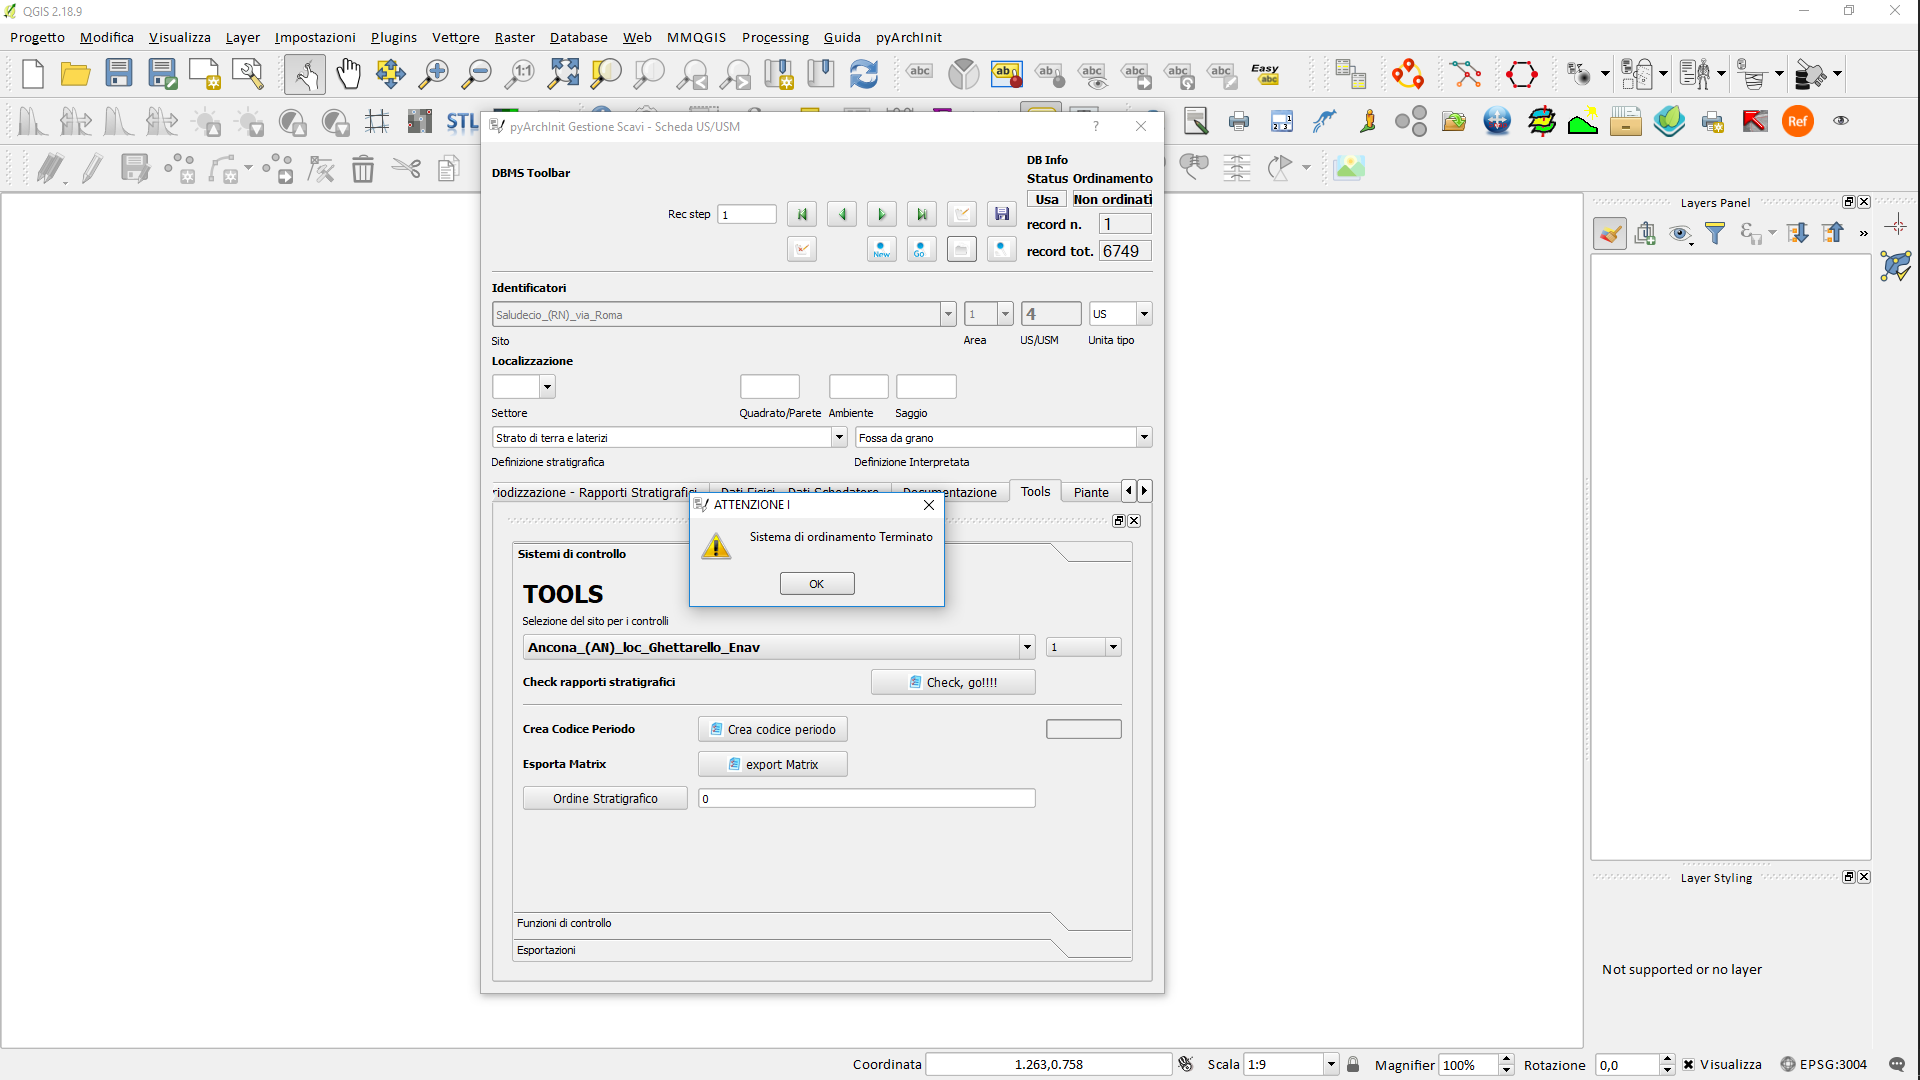 QGIS 2.18.9
Progetto Modifica Visualizza Layer Impostazioni Plugins Vettore Raster Database Web MMQGIS Processing Guida pyArchInit
1:1 abc ab abc abc abc abc abc Easy abc
STL Ref
pyArchInit Gestione Scavi - Scheda US/USM ?
DBMS Toolbar
DB Info
Status Ordinamento
Usa Non ordinati
Rec step 1
record n. 1
New Go
record tot. 6749
Identificatori
Saludecio_(RN)_via_Roma 1 4 US
Sito Area US/USM Unita tipo
Localizzazione
Settore Quadrato/Parete Ambiente Saggio
Strato di terra e laterizi Fossa da grano
Definizione stratigrafica Definizione Interpretata
riodizzazione - Rapporti Stratigrafici Dati Fisici - Dati Schedatore Documentazione Tools Piante
ATTENZIONE !
Sistema di ordinamento Terminato
OK
Sistemi di controllo
TOOLS
Selezione del sito per i controlli
Ancona_(AN)_loc_Ghettarello_Enav 1
Check rapporti stratigrafici Check, go!!!!
Crea Codice Periodo Crea codice periodo
Esporta Matrix export Matrix
Ordine Stratigrafico 0
Funzioni di controllo
Esportazioni
Layers Panel
»
Layer Styling
Not supported or no layer
Coordinata 1.263,0.758 Scala 1:9 Magnifier 100% Rotazione 0,0 Visualizza EPSG:3004